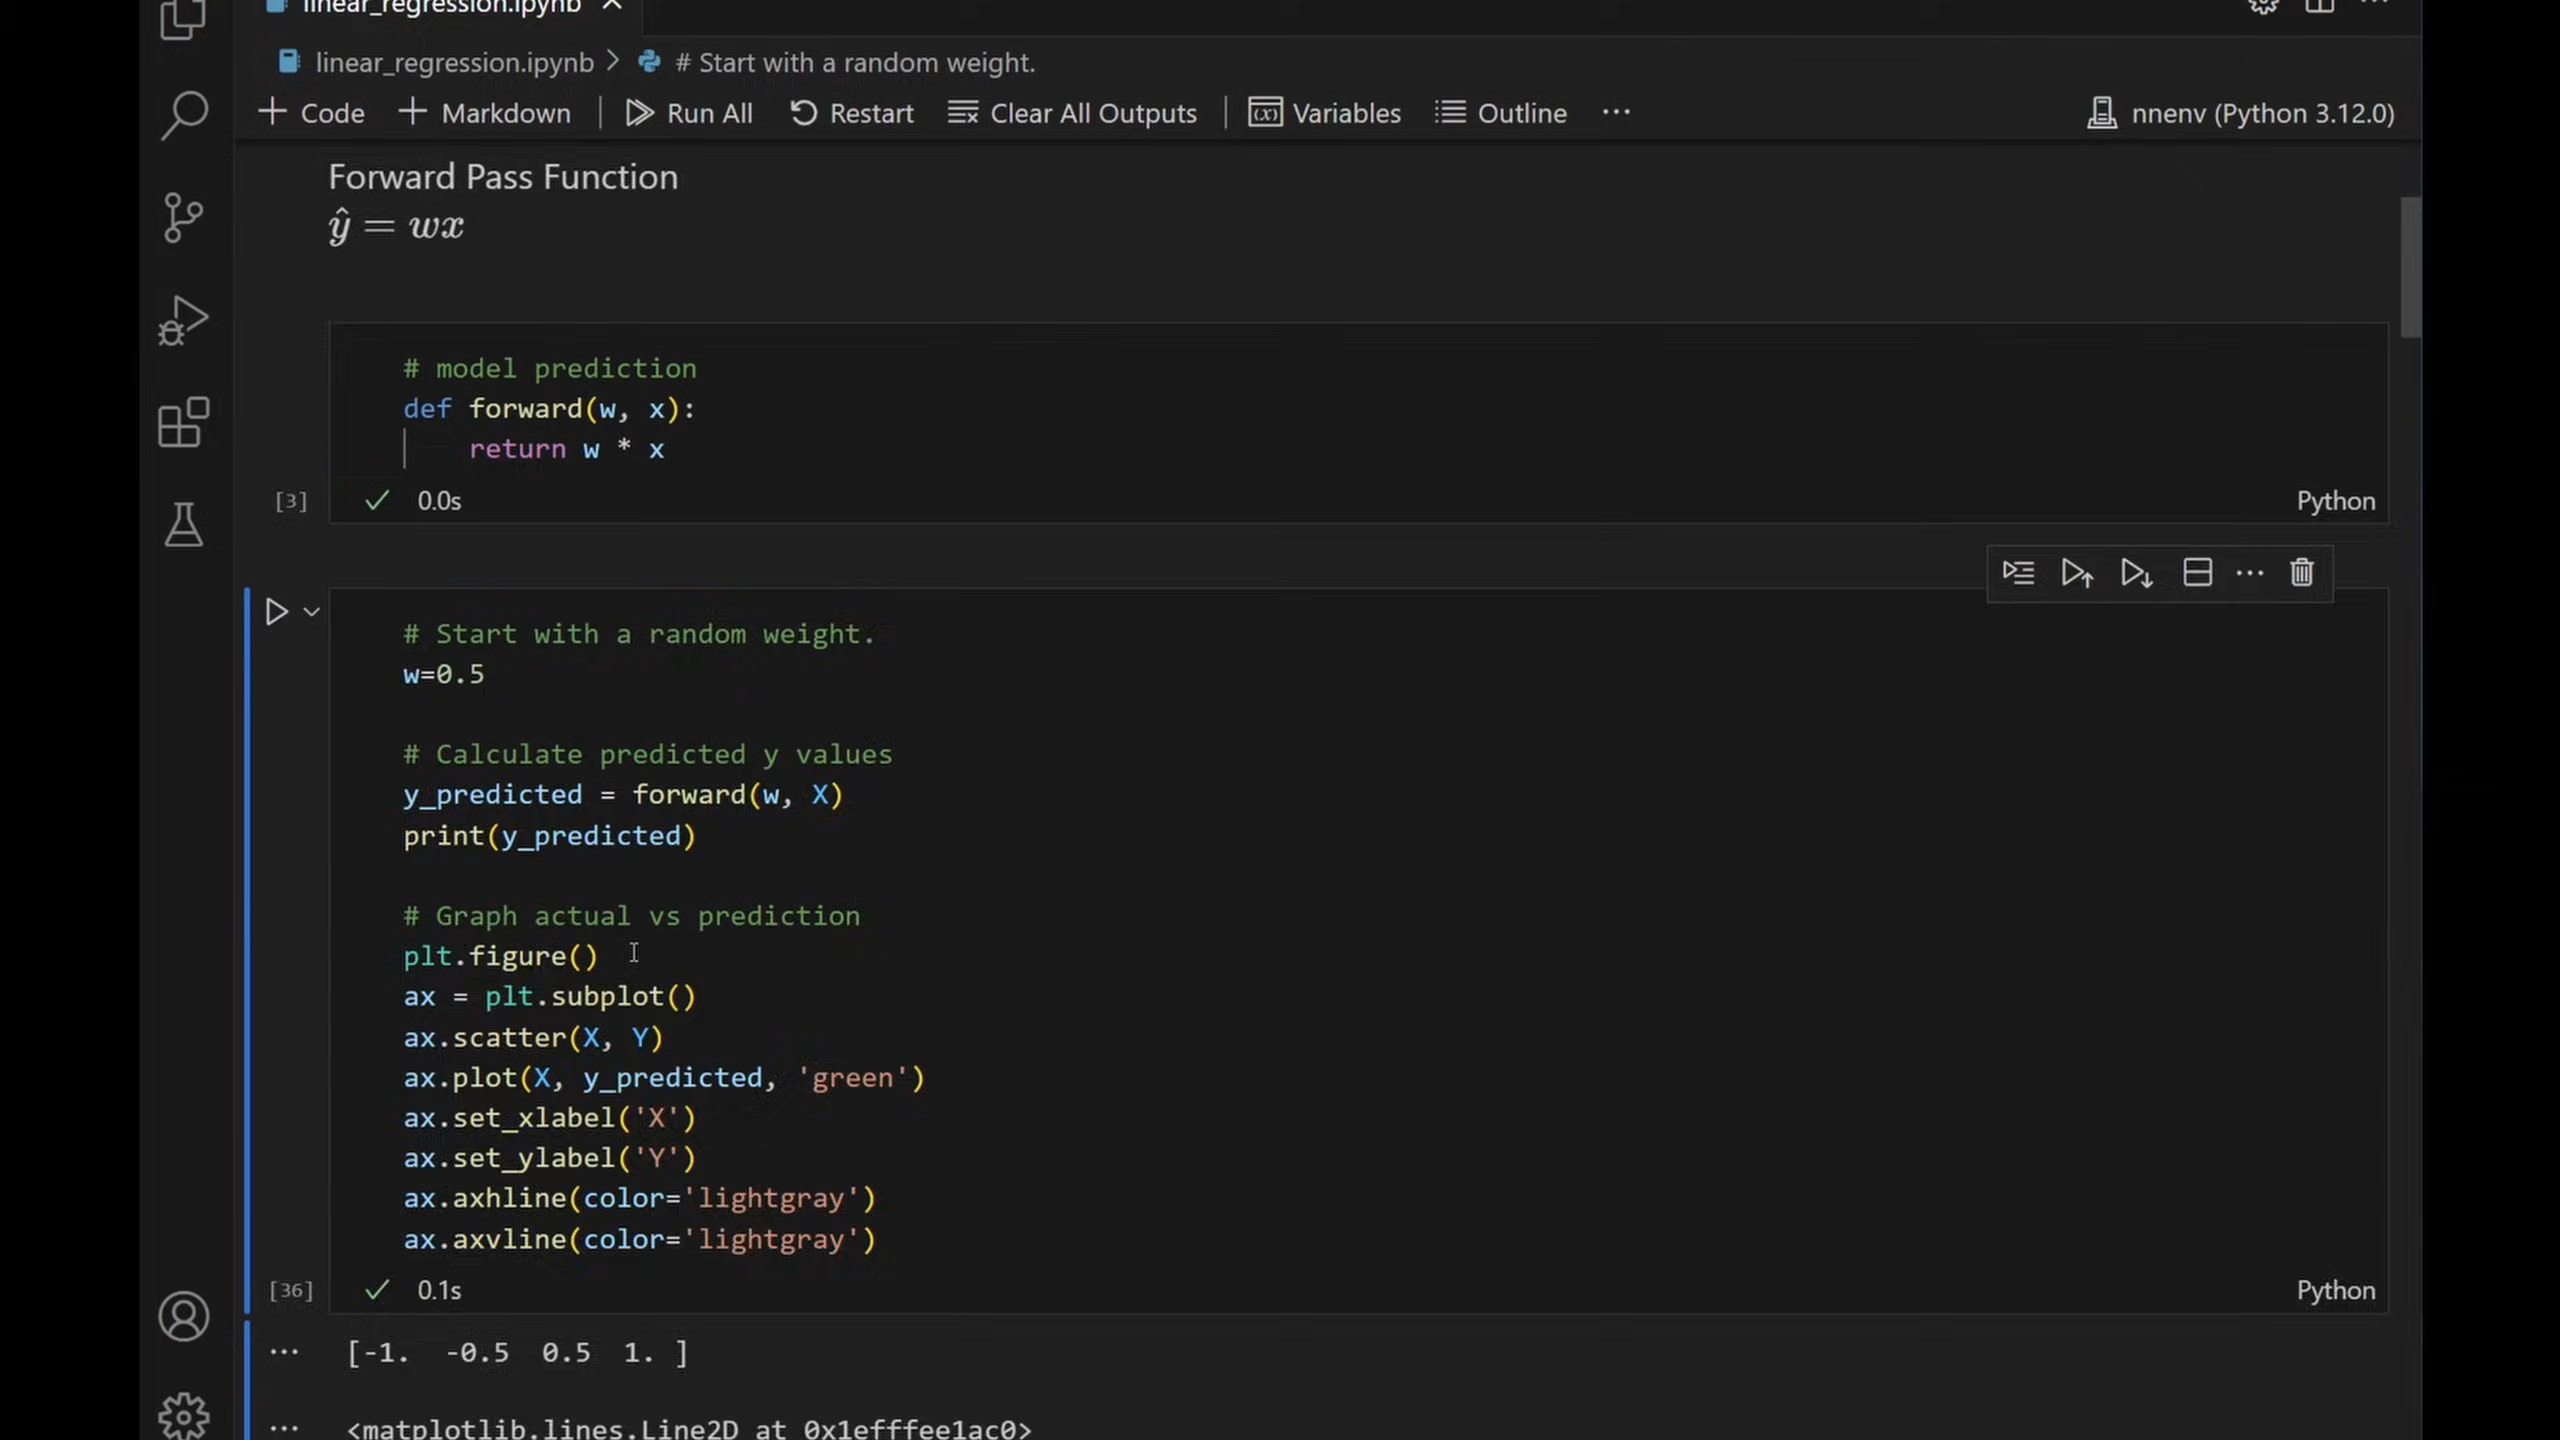 linear_regression.ipynb
linear_regression.ipynb > # Start with a random weight.
+ Code + Markdown Run All Restart Clear All Outputs Variables Outline ··· nnenv (Python 3.12.0)
Forward Pass Function
ŷ = wx
# model prediction
def forward(w, x):
    return w * x
[3] ✓ 0.0s Python
# Start with a random weight.
w=0.5
# Calculate predicted y values
y_predicted = forward(w, X)
print(y_predicted)
# Graph actual vs prediction
plt.figure()
ax = plt.subplot()
ax.scatter(X, Y)
ax.plot(X, y_predicted, 'green')
ax.set_xlabel('X')
ax.set_ylabel('Y')
ax.axhline(color='lightgray')
ax.axvline(color='lightgray')
[36] ✓ 0.1s Python
··· [-1.  -0.5  0.5  1. ]
··· <matplotlib.lines.Line2D at 0x1efffee1ac0>